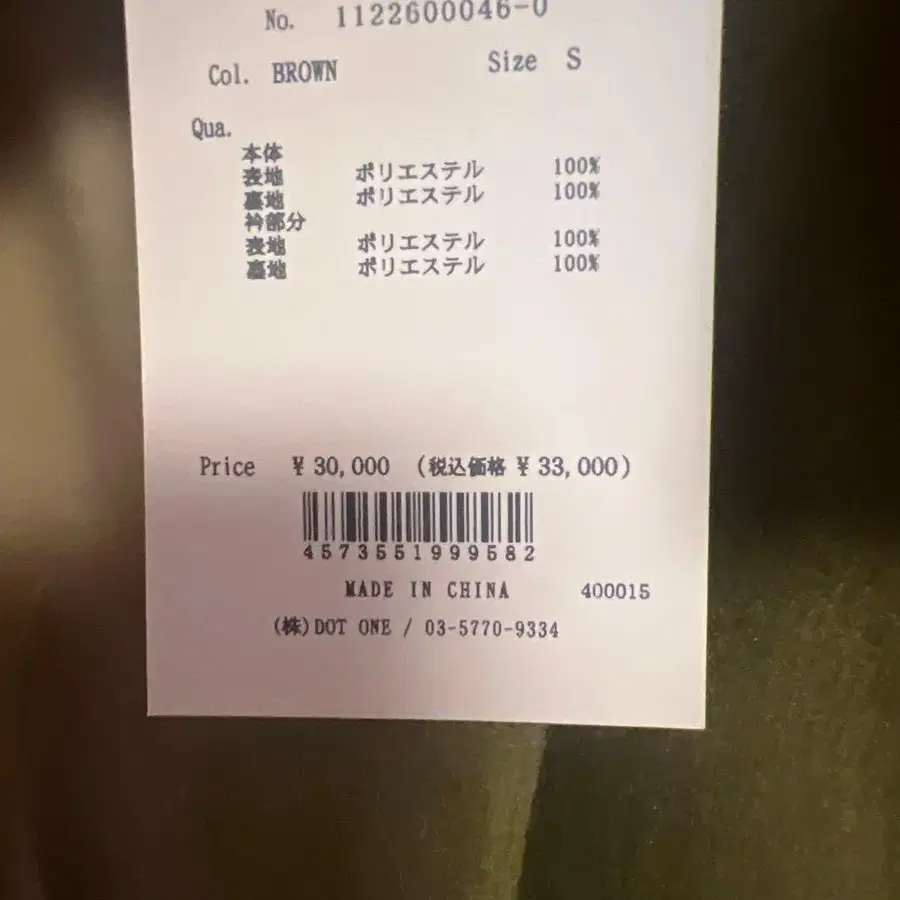 No. 1122600046-0
Col. BROWN Size S
Qua.
本体
表地 ポリエステル 100%
裏地 ポリエステル 100%
衿部分
表地 ポリエステル 100%
裏地 ポリエステル 100%
Price ¥30,000 (税込価格¥33,000)
4573551999582
MADE IN CHINA 400015
(株)DOT ONE / 03-5770-9334